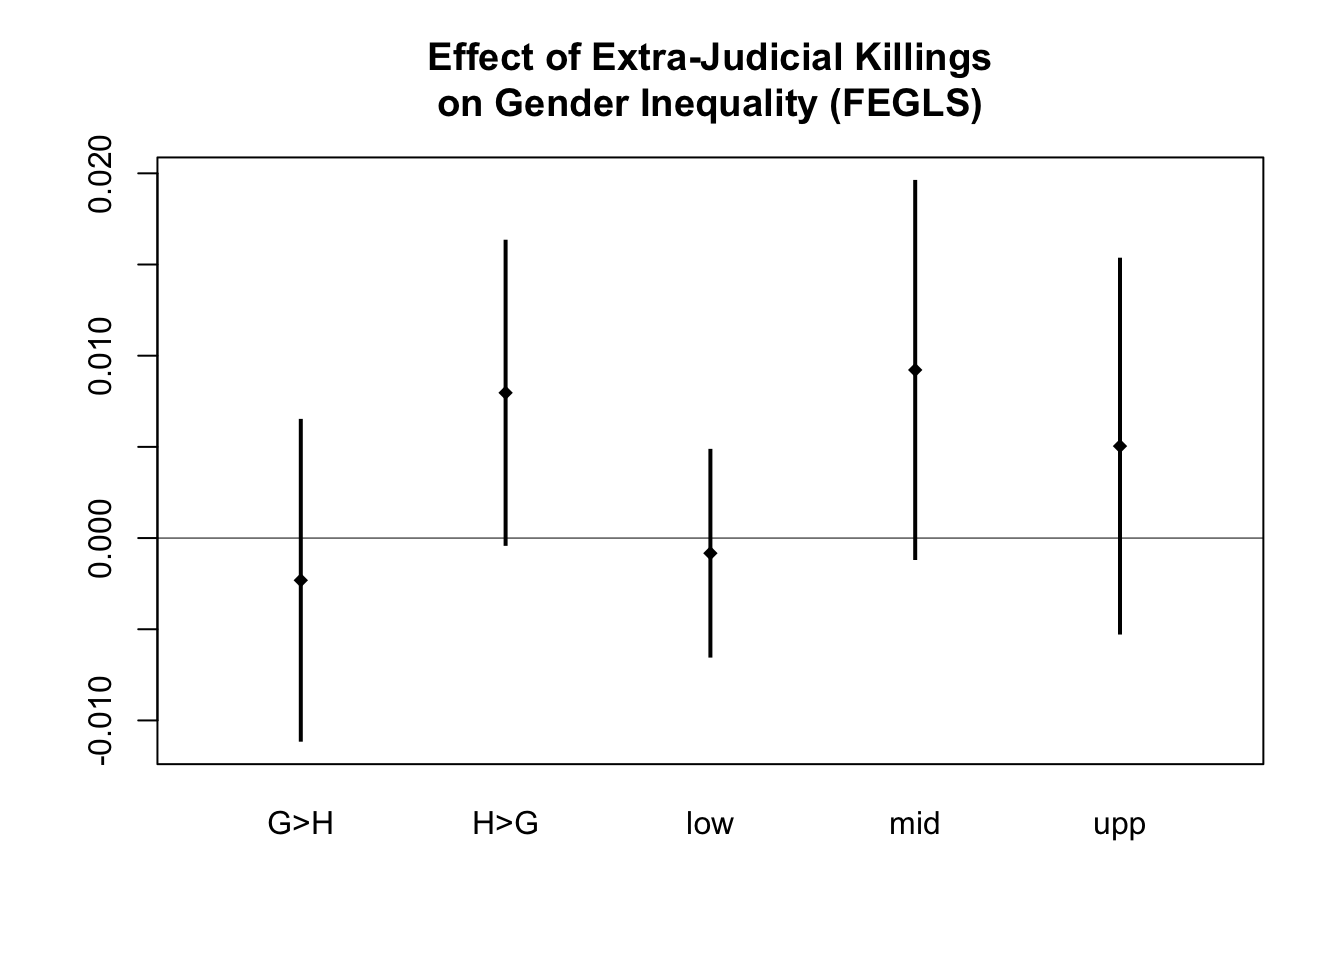 Effect of Extra-Judicial Killings
on Gender Inequality (FEGLS)
0.020
0.010
0.000
-0.010
G>H H>G low mid upp